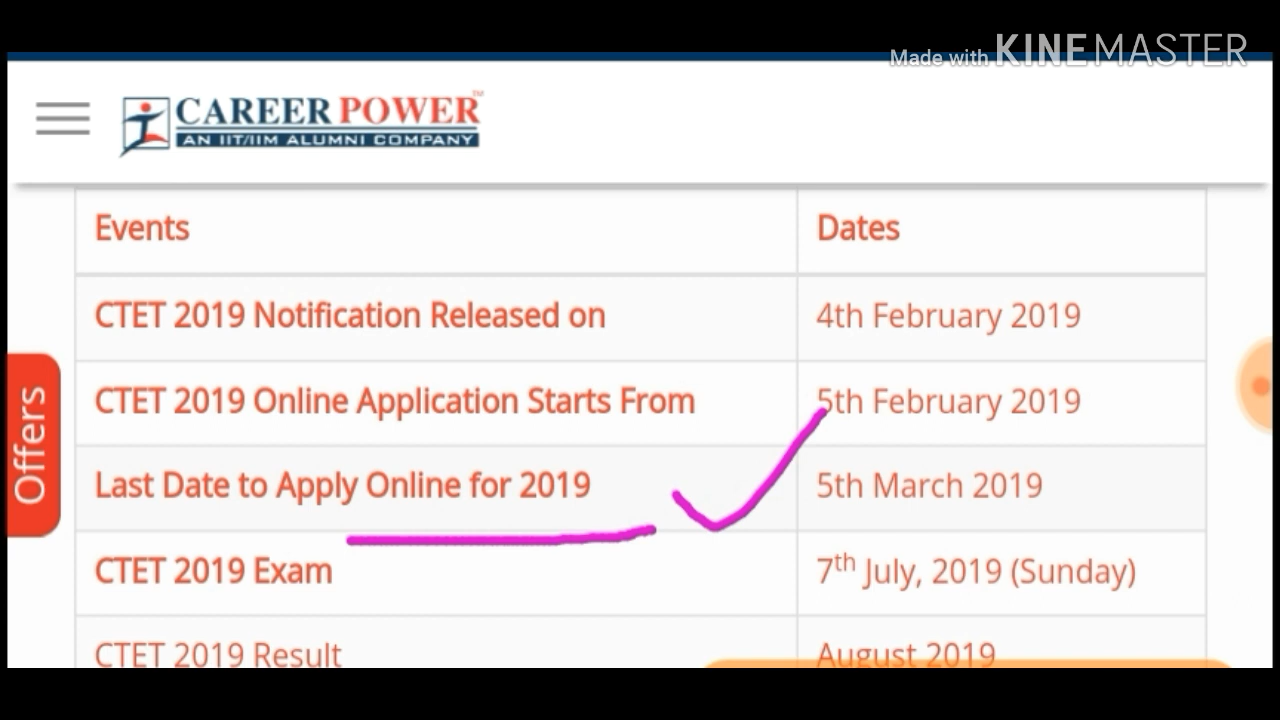 Made with KINEMASTER
CAREER POWER™
AN IIT/IIM ALUMNI COMPANY
Events Dates
CTET 2019 Notification Released on 4th February 2019
CTET 2019 Online Application Starts From 5th February 2019
Last Date to Apply Online for 2019 5th March 2019
CTET 2019 Exam 7th July, 2019 (Sunday)
CTET 2019 Result August 2019
Offers